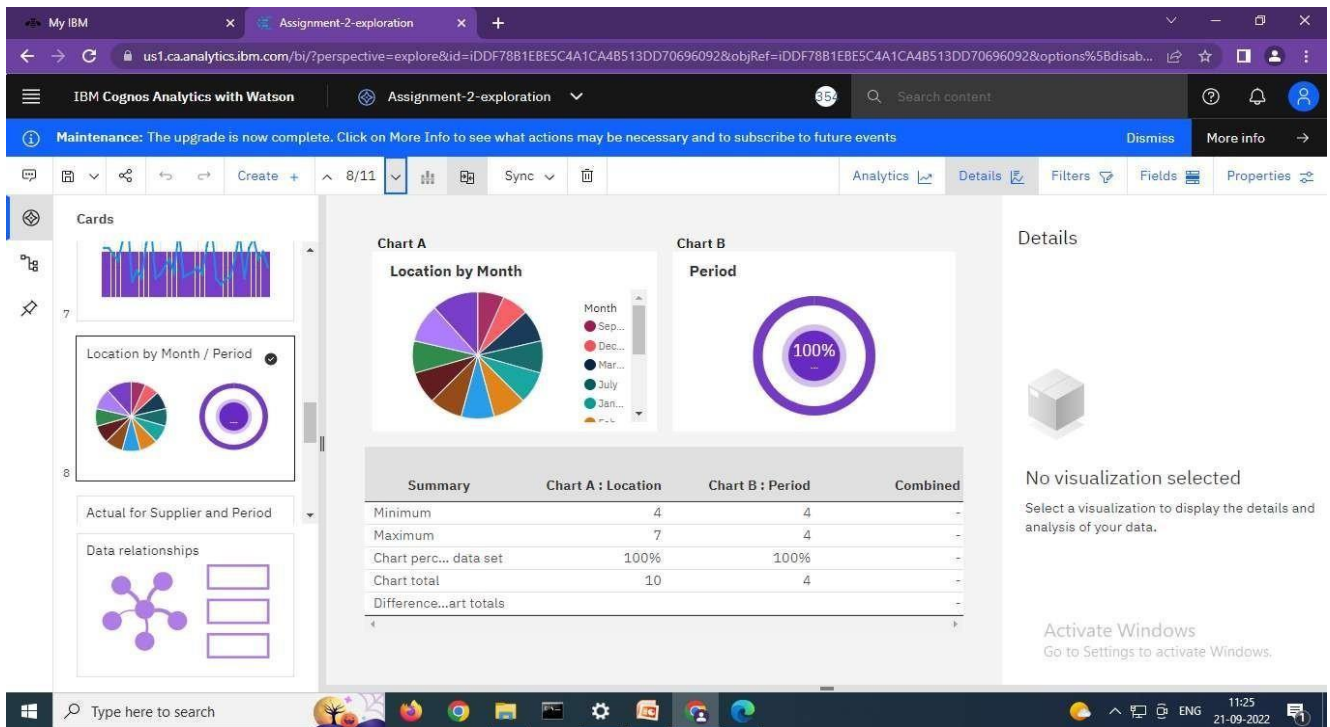 My IBM
Assignment-2-exploration
us1.ca.analytics.ibm.com/bi/?perspective=explore&id=iDDF78B1EBE5C4A1CA4B513DD70696092&objRef=iDDF78B1EBE5C4A1CA4B513DD70696092&options%5Bdisab...
IBM Cognos Analytics with Watson
Assignment-2-exploration
354
Search content
Maintenance: The upgrade is now complete. Click on More Info to see what actions may be necessary and to subscribe to future events
Dismiss
More info
Create +
8/11
Sync
Analytics
Details
Filters
Fields
Properties
Cards
7
Location by Month / Period
8
Actual for Supplier and Period
Data relationships
Chart A
Location by Month
Month
Sep...
Dec...
Mar...
July
Jan...
Feb...
Chart B
Period
100%
Summary Chart A : Location Chart B : Period Combined
Minimum 4 4 -
Maximum 7 4 -
Chart perc... data set 100% 100% -
Chart total 10 4 -
Difference...art totals -
Details
No visualization selected
Select a visualization to display the details and
analysis of your data.
Activate Windows
Go to Settings to activate Windows.
Type here to search
ENG
11:25
21-09-2022
1